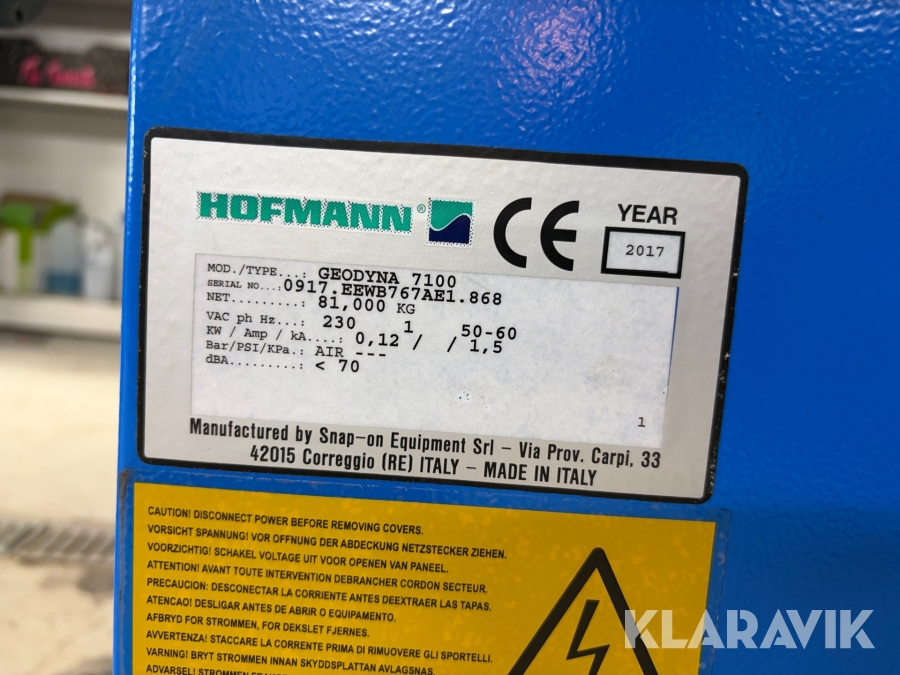 HOFMANN®
CE
YEAR
2017
MOD./TYPE...: GEODYNA 7100
SERIAL NO...:0917.EEWB767AE1.868
NET.........: 81,000 KG
VAC ph Hz...: 230 1 50-60
KW / Amp / kA....: 0,12 / / 1,5
Bar/PSI/KPa.: AIR ---
dBA.........: < 70
1
Manufactured by Snap-on Equipment Srl – Via Prov. Carpi, 33
42015 Correggio (RE) ITALY – MADE IN ITALY
CAUTION! DISCONNECT POWER BEFORE REMOVING COVERS.
VORSICHT SPANNUNG! VOR OFFNUNG DER ABDECKUNG NETZSTECKER ZIEHEN.
VOORZICHTIG! SCHAKEL VOLTAGE UIT VOOR OPENEN VAN PANEEL.
ATTENTION! AVANT TOUTE INTERVENTION DEBRANCHER CORDON SECTEUR.
PRECAUCION: DESCONECTAR LA CORRIENTE ANTES DEEXTRAER LAS TAPAS.
ATENCAO! DESLIGAR ANTES DE ABRIR O EQUIPAMENTO.
AFBRYD FOR STROMMEN, FOR DEKSLET FJERNES.
AVVERTENZA! STACCARE LA CORRENTE PRIMA DI RIMUOVERE GLI SPORTELLI.
VARNING! BRYT STROMMEN INNAN SKYDDSPLATTAN AVLAGSNAS.
ADVARSEL! STROMMEN
KLARAVIK